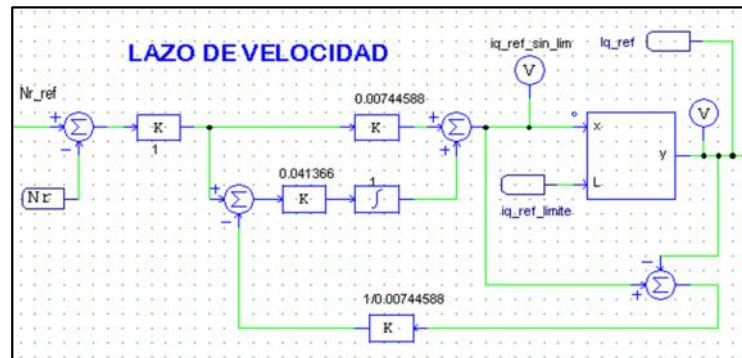 LAZO DE VELOCIDAD
iq_ref_sin_lim
Iq_ref
V
Nr_ref
0.00744588
V
K
K
x
1
y
0.041366
1
L
K
Nr
iq_ref_limite
1/0.00744588
K